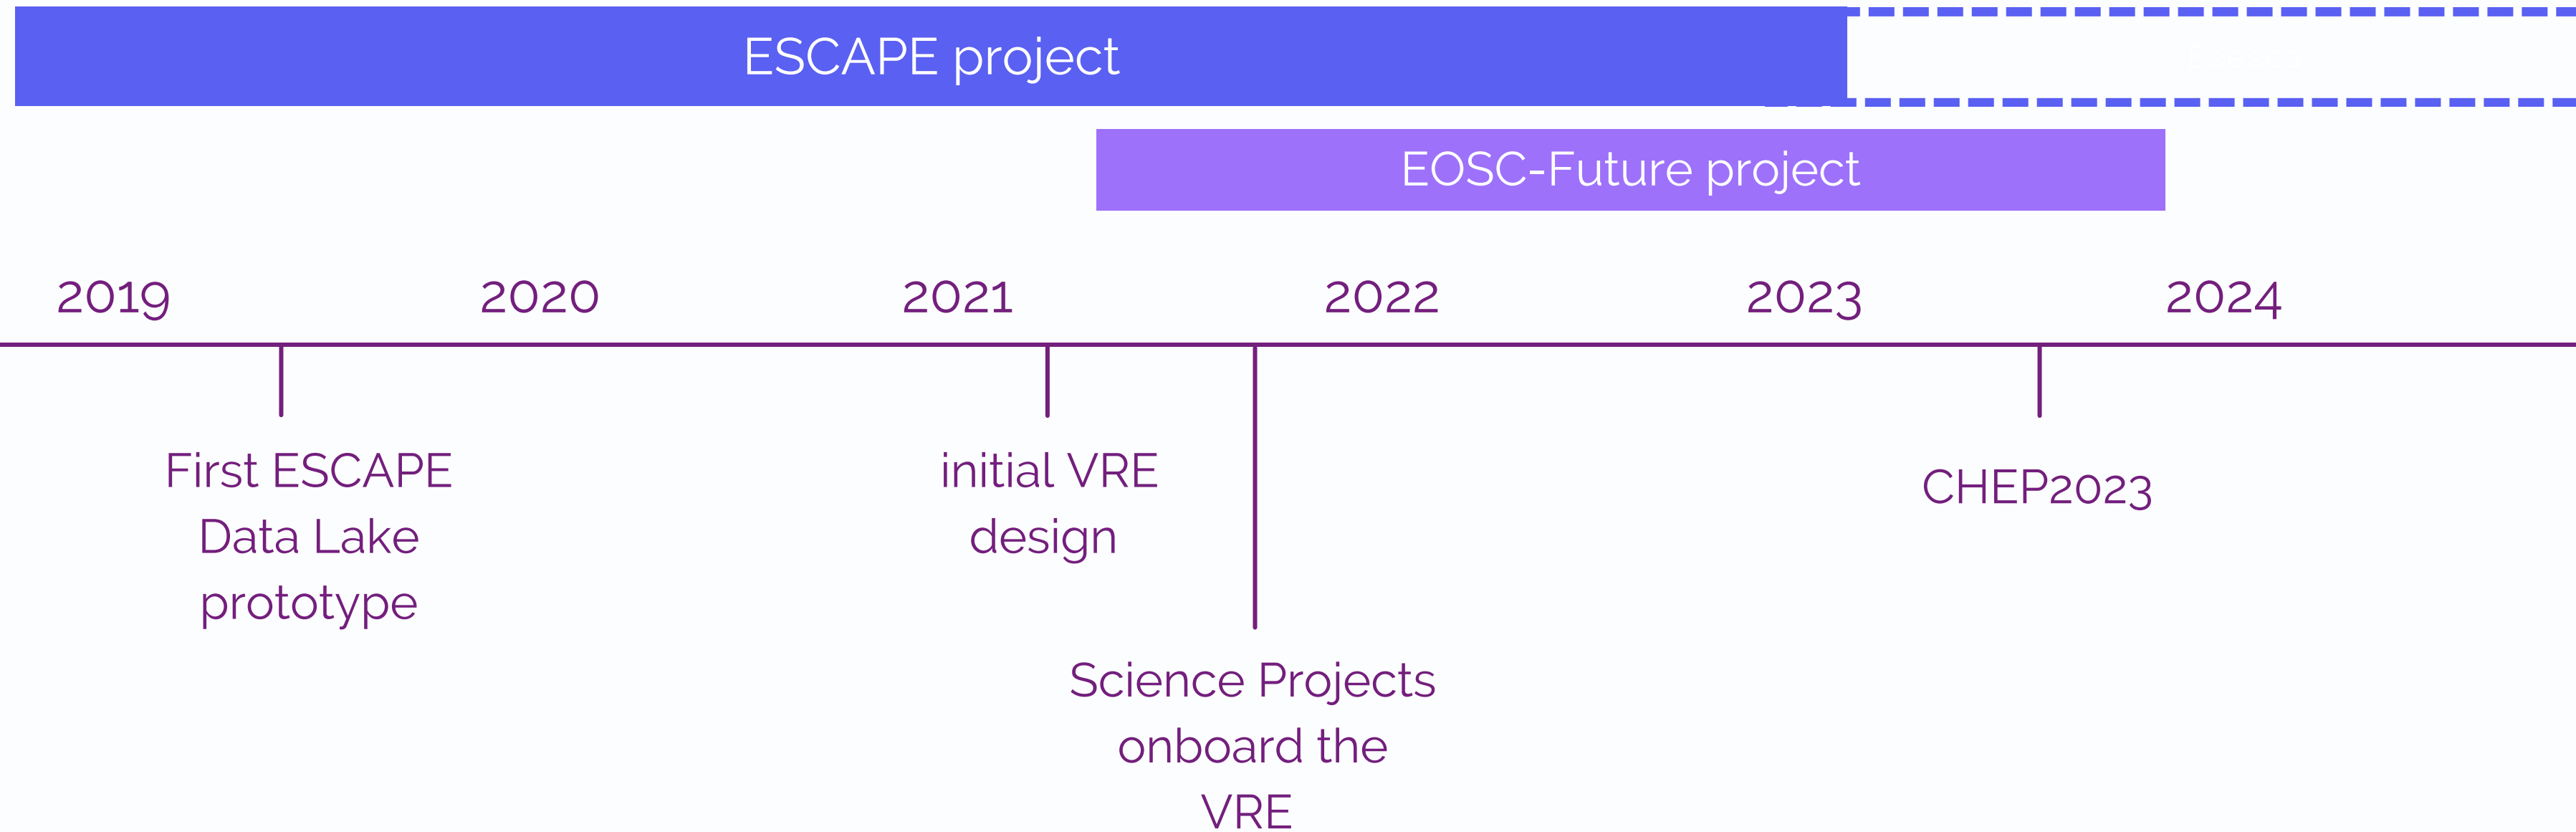 ESCAPE project
EOSC-Future project
2019 2020 2021 2022 2023 2024
First ESCAPE
Data Lake
prototype
initial VRE
design
Science Projects
onboard the
VRE
CHEP2023